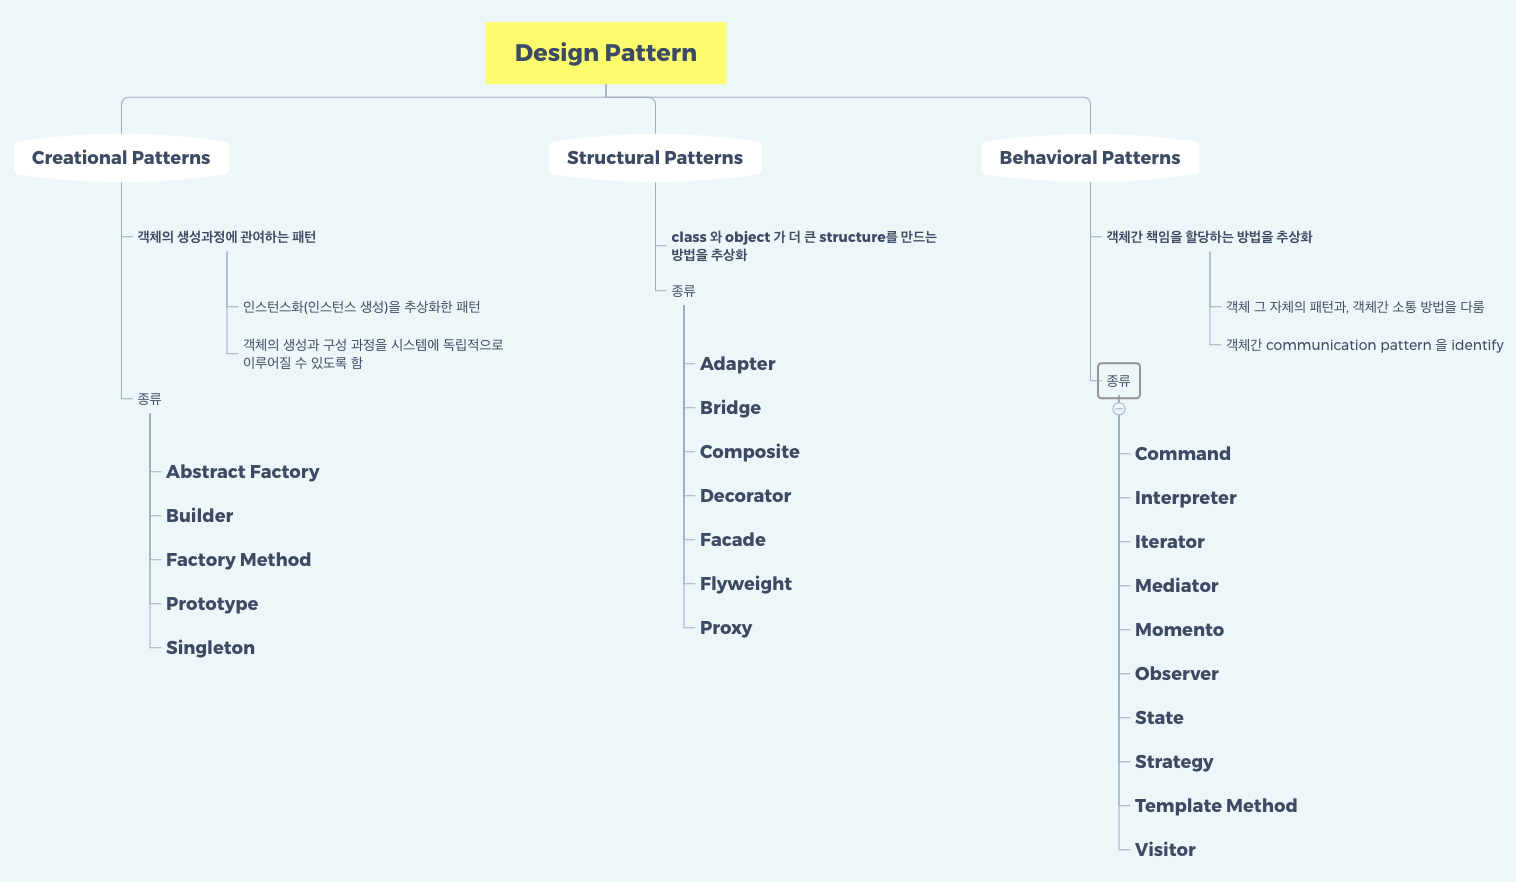 Design Pattern
Creational Patterns
객체의 생성과정에 관여하는 패턴
인스턴스화(인스턴스 생성)을 추상화한 패턴
객체의 생성과 구성 과정을 시스템에 독립적으로
이루어질 수 있도록 함
종류
Abstract Factory
Builder
Factory Method
Prototype
Singleton
Structural Patterns
class 와 object 가 더 큰 structure를 만드는
방법을 추상화
종류
Adapter
Bridge
Composite
Decorator
Facade
Flyweight
Proxy
Behavioral Patterns
객체간 책임을 할당하는 방법을 추상화
객체 그 자체의 패턴과, 객체간 소통 방법을 다룸
객체간 communication pattern 을 identify
종류
Command
Interpreter
Iterator
Mediator
Momento
Observer
State
Strategy
Template Method
Visitor